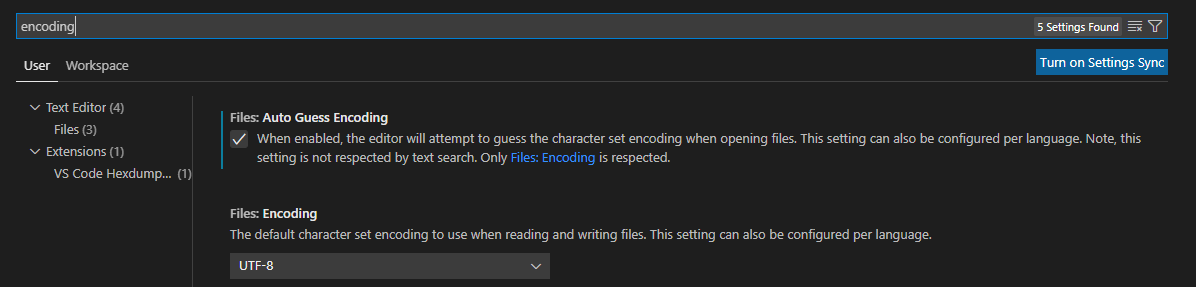 encoding
5 Settings Found
User
Workspace
Turn on Settings Sync
Text Editor (4)
Files (3)
Extensions (1)
VS Code Hexdump... (1)
Files: Auto Guess Encoding
When enabled, the editor will attempt to guess the character set encoding when opening files. This setting can also be configured per language. Note, this
setting is not respected by text search. Only Files: Encoding is respected.
Files: Encoding
The default character set encoding to use when reading and writing files. This setting can also be configured per language.
UTF-8